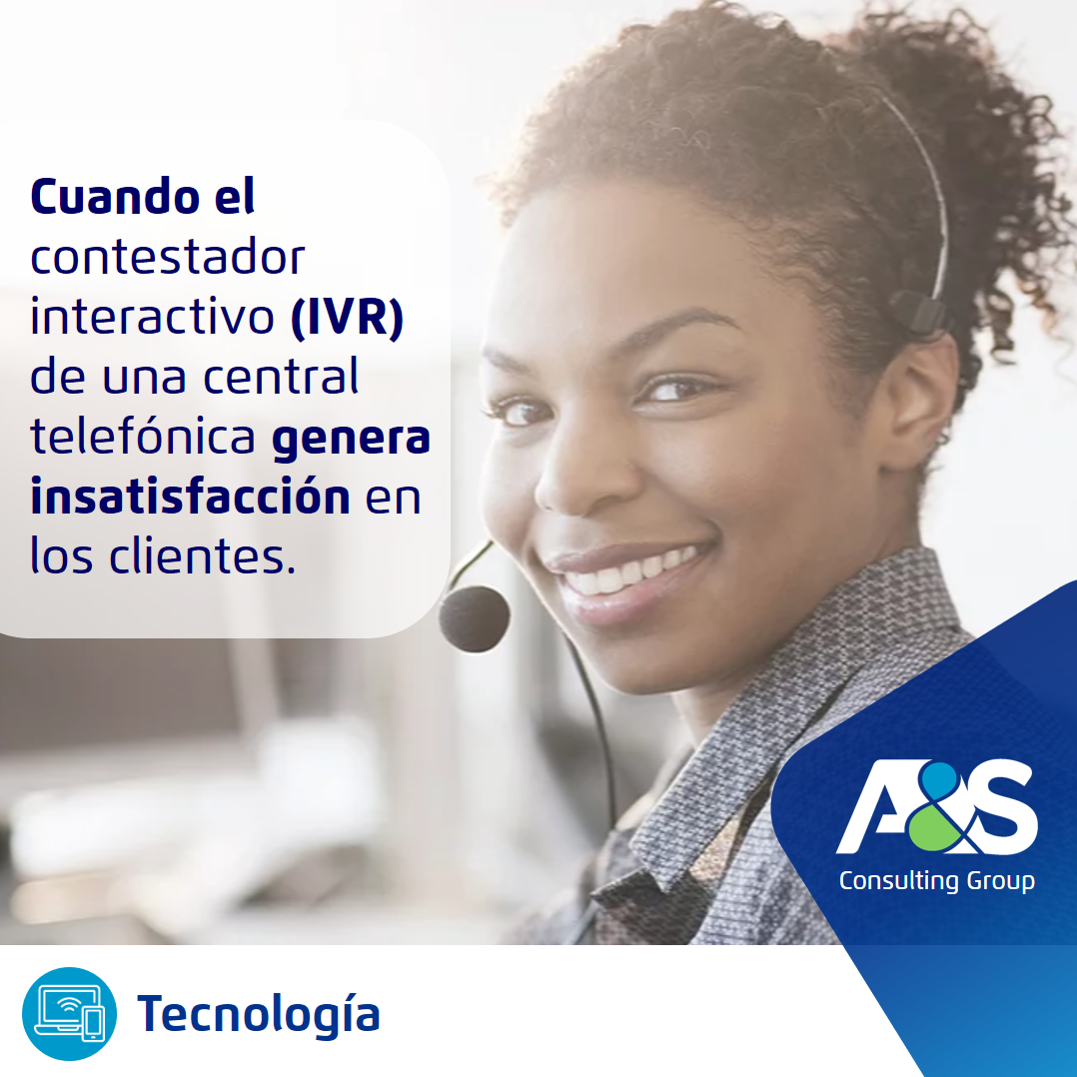 Cuando el
contestador
interactivo (IVR)
de una central
telefónica genera
insatisfacción en
los clientes.
A&S
Consulting Group
Tecnología